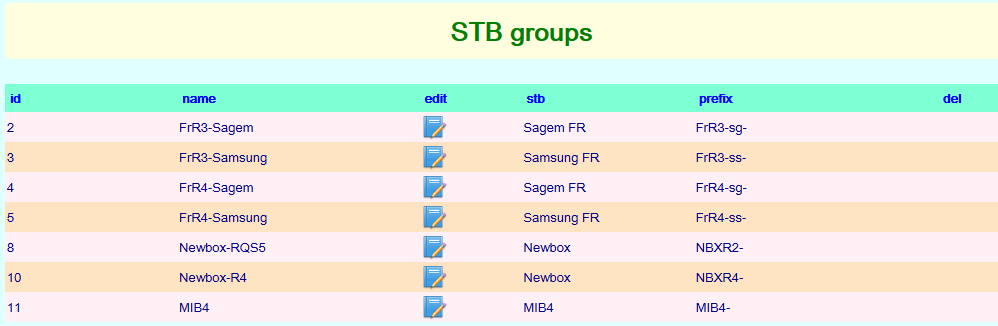 STB groups
id name edit stb prefix del
2 FrR3-Sagem Sagem FR FrR3-sg-
3 FrR3-Samsung Samsung FR FrR3-ss-
4 FrR4-Sagem Sagem FR FrR4-sg-
5 FrR4-Samsung Samsung FR FrR4-ss-
8 Newbox-RQS5 Newbox NBXR2-
10 Newbox-R4 Newbox NBXR4-
11 MIB4 MIB4 MIB4-